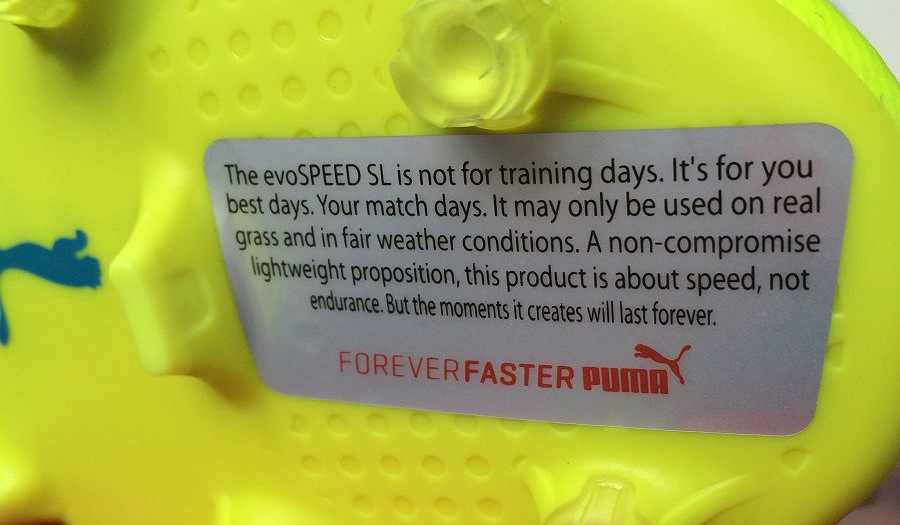 The evoSPEED SL is not for training days. It's for you
best days. Your match days. It may only be used on real
grass and in fair weather conditions. A non-compromise
lightweight proposition, this product is about speed, not
endurance. But the moments it creates will last forever.
FOREVER FASTER PUMA